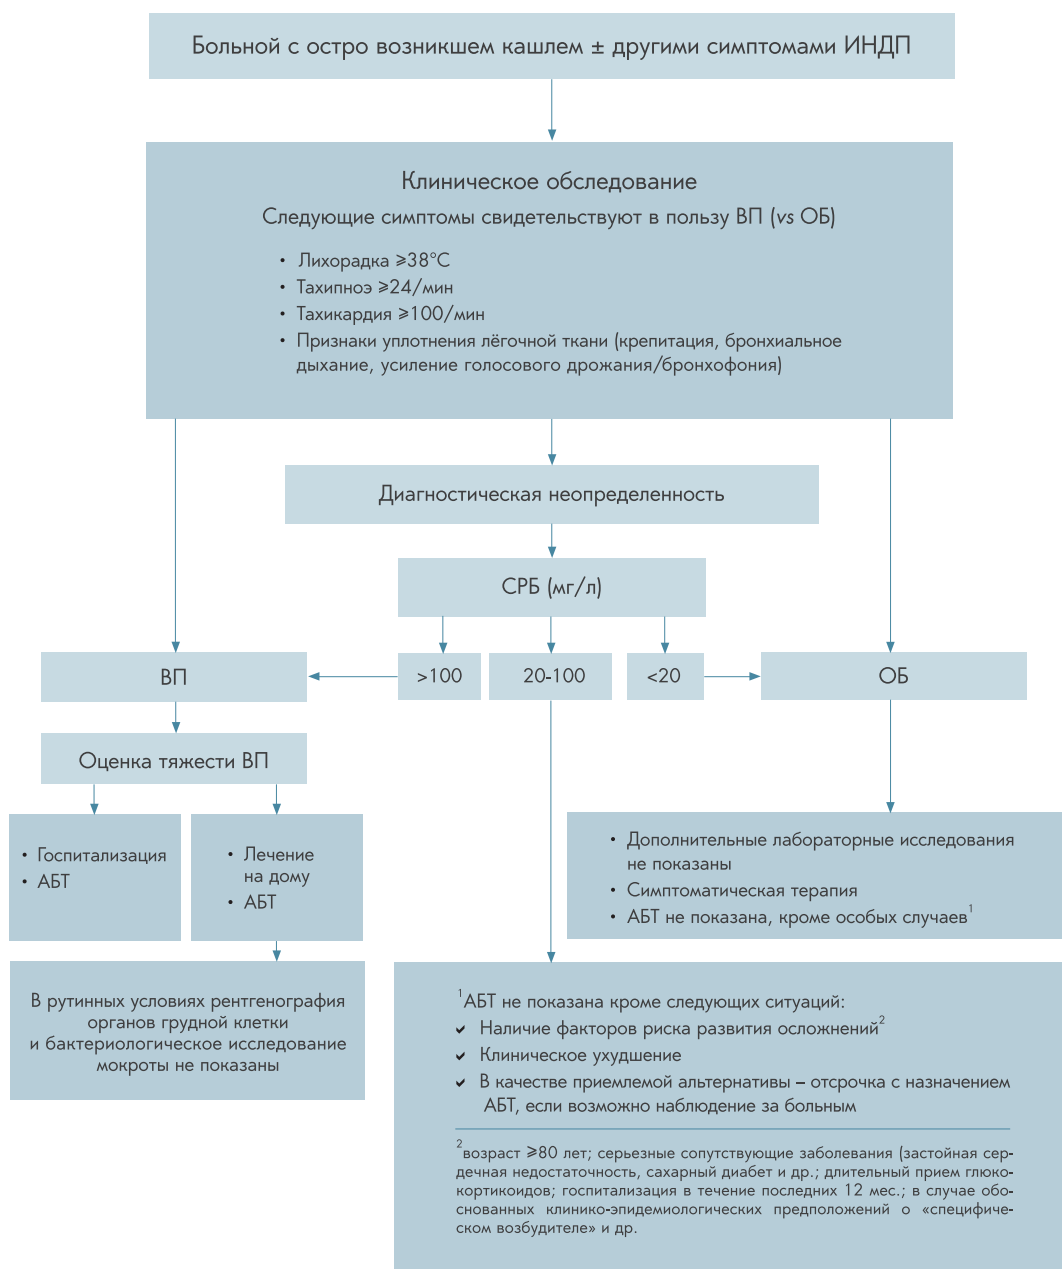 Больной с остро возникшем кашлем ± другими симптомами ИНДП
Клиническое обследование
Следующие симптомы свидетельствуют в пользу ВП (vs ОБ)
• Лихорадка ⩾38°С
• Тахипноэ ⩾24/мин
• Тахикардия ⩾100/мин
• Признаки уплотнения лёгочной ткани (крепитация, бронхиальное
дыхание, усиление голосового дрожания/бронхофония)
Диагностическая неопределенность
СРБ (мг/л)
ВП
>100
20-100
<20
ОБ
Оценка тяжести ВП
• Госпитализация
• АБТ
• Лечение
на дому
• АБТ
• Дополнительные лабораторные исследования
не показаны
• Симптоматическая терапия
• АБТ не показана, кроме особых случаев¹
В рутинных условиях рентгенография
органов грудной клетки
и бактериологическое исследование
мокроты не показаны
¹АБТ не показана кроме следующих ситуаций:
✓ Наличие факторов риска развития осложнений²
✓ Клиническое ухудшение
✓ В качестве приемлемой альтернативы – отсрочка с назначением
АБТ, если возможно наблюдение за больным
²возраст ⩾80 лет; серьезные сопутствующие заболевания (застойная сер-
дечная недостаточность, сахарный диабет и др.; длительный прием глюко-
кортикоидов; госпитализация в течение последних 12 мес.; в случае обо-
снованных клинико-эпидемиологических предположений о «специфиче-
ском возбудителе» и др.